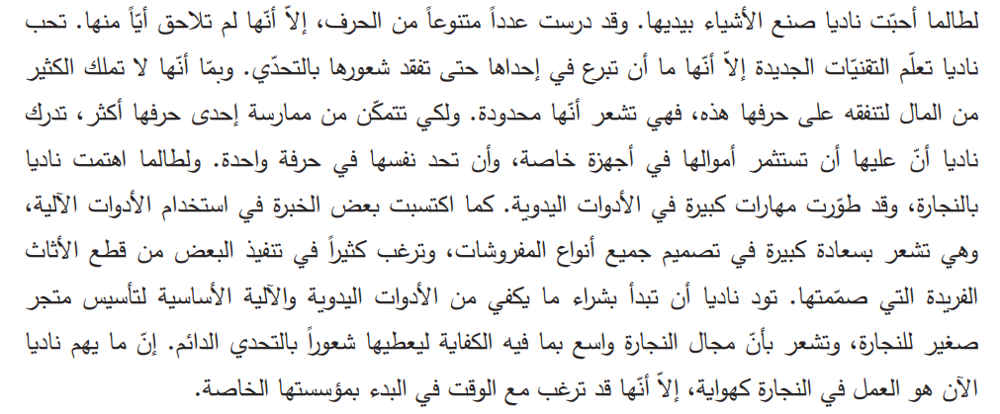 لطالما أحبّت ناديا صنع الأشياء بيديها. وقد درست عدداً متنوعاً من الحرف، إلاّ أنّها لم تلاحق أيّاً منها. تحب
ناديا تعلّم التقنيّات الجديدة إلاّ أنّها ما أن تبرع في إحداها حتى تفقد شعورها بالتحدّي. وبمّا أنّها لا تملك الكثير
من المال لتنفقه على حرفها هذه، فهي تشعر أنّها محدودة. ولكي تتمكّن من ممارسة إحدى حرفها أكثر، تدرك
ناديا أنّ عليها أن تستثمر أموالها في أجهزة خاصة، وأن تحد نفسها في حرفة واحدة. ولطالما اهتمت ناديا
بالنجارة، وقد طوّرت مهارات كبيرة في الأدوات اليدوية. كما اكتسبت بعض الخبرة في استخدام الأدوات الآلية،
وهي تشعر بسعادة كبيرة في تصميم جميع أنواع المفروشات، وترغب كثيراً في تنفيذ البعض من قطع الأثاث
الفريدة التي صمّمتها. تود ناديا أن تبدأ بشراء ما يكفي من الأدوات اليدوية والآلية الأساسية لتأسيس متجر
صغير للنجارة، وتشعر بأنّ مجال النجارة واسع بما فيه الكفاية ليعطيها شعوراً بالتحدي الدائم. إنّ ما يهم ناديا
الآن هو العمل في النجارة كهواية، إلاّ أنّها قد ترغب مع الوقت في البدء بمؤسستها الخاصة.